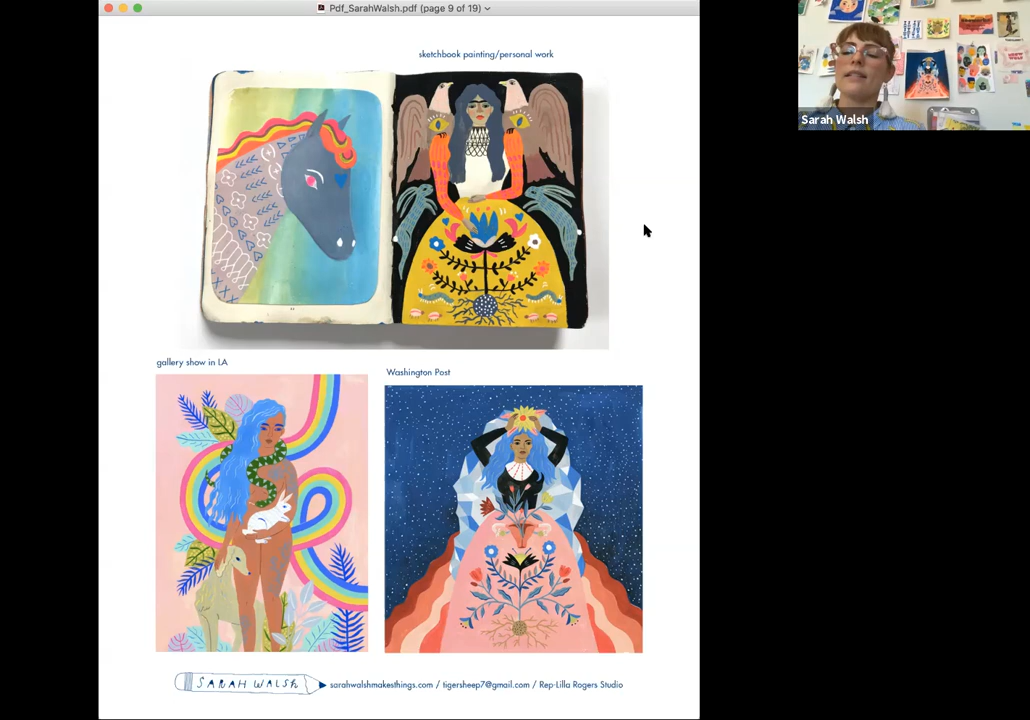 Pdf_SarahWalsh.pdf (page 9 of 19)
sketchbook painting/personal work
Sarah Walsh
gallery show in LA
Washington Post
SARAH WALSH
sarahwalshmakesthings.com / tigersheep7@gmail.com / Rep-Lilla Rogers Studio